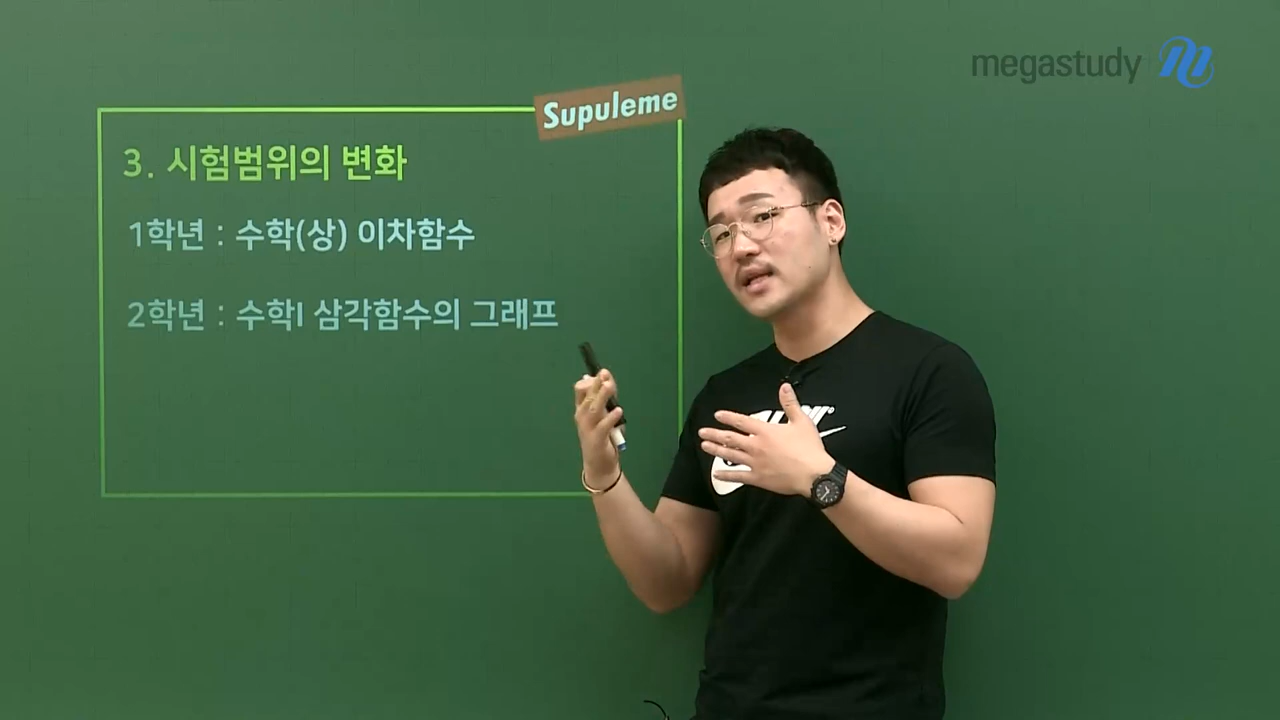 megastudy
Supuleme
3. 시험범위의 변화
1학년 : 수학(상) 이차함수
2학년 : 수학I 삼각함수의 그래프